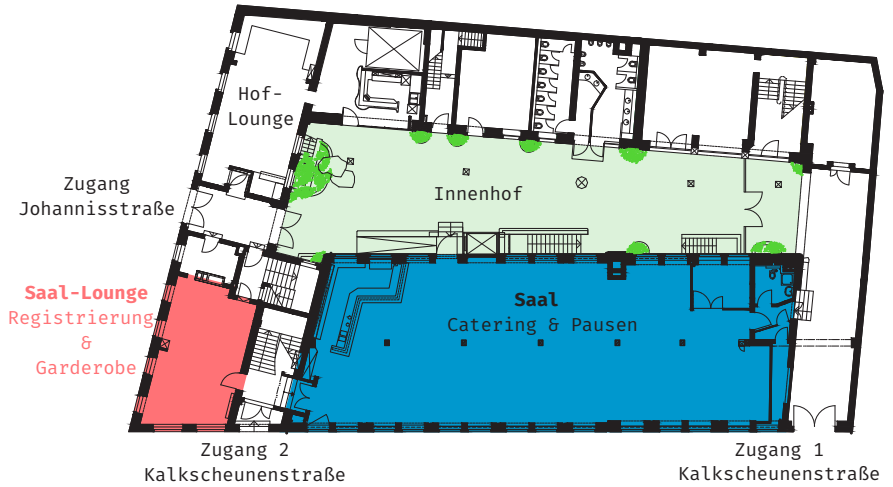 Hof-
Lounge
Zugang
Johannisstraße
Innenhof
Saal-Lounge
Registrierung
&
Garderobe
Saal
Catering & Pausen
Zugang 2
Kalkscheunenstraße
Zugang 1
Kalkscheunenstraße